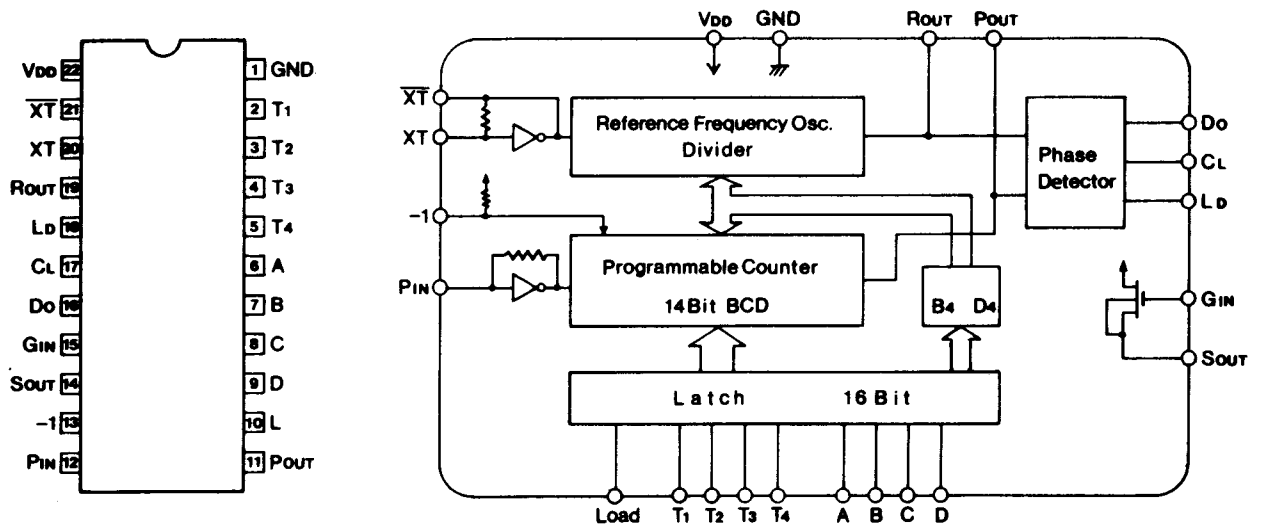 VDD 22
1 GND
XT 21
2 T1
XT 20
3 T2
ROUT 19
4 T3
LD 18
5 T4
CL 17
6 A
DO 16
7 B
GIN 15
8 C
SOUT 14
9 D
-1 13
10 L
PIN 12
11 POUT
VDD GND ROUT POUT
XT
XT
-1
PIN
Reference Frequency Osc.
Divider
Phase
Detector
DO
CL
LD
Programmable Counter
14Bit BCD
B4 D4
GIN
SOUT
Latch 16Bit
Load T1 T2 T3 T4 A B C D